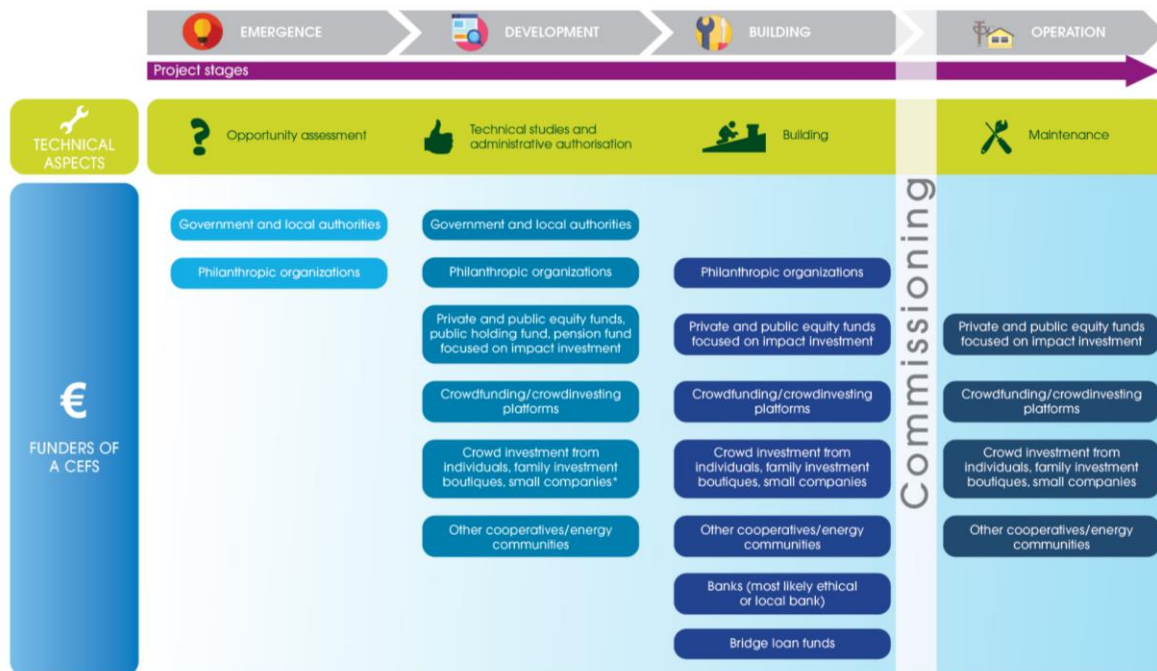 EMERGENCE
DEVELOPMENT
BUILDING
OPERATION
Project stages
TECHNICAL
ASPECTS
Opportunity assessment
Technical studies and
administrative authorisation
Building
Maintenance
Commissioning
€
FUNDERS OF
A CEFS
Government and local authorities
Philanthropic organizations
Government and local authorities
Philanthropic organizations
Private and public equity funds,
public holding fund, pension fund
focused on impact investment
Crowdfunding/crowdinvesting
platforms
Crowd investment from
individuals, family investment
boutiques, small companies*
Other cooperatives/energy
communities
Philanthropic organizations
Private and public equity funds
focused on impact investment
Crowdfunding/crowdinvesting
platforms
Crowd investment from
individuals, family investment
boutiques, small companies
Other cooperatives/energy
communities
Banks (most likely ethical
or local bank)
Bridge loan funds
Private and public equity funds
focused on impact investment
Crowdfunding/crowdinvesting
platforms
Crowd investment from
individuals, family investment
boutiques, small companies
Other cooperatives/energy
communities